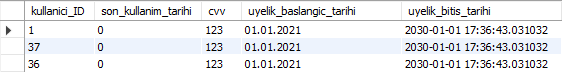 kullanici_ID son_kullanim_tarihi cvv uyelik_baslangic_tarihi uyelik_bitis_tarihi
1 0 123 01.01.2021 2030-01-01 17:36:43.031032
37 0 123 01.01.2021 2030-01-01 17:36:43.031032
36 0 123 01.01.2021 2030-01-01 17:36:43.031032